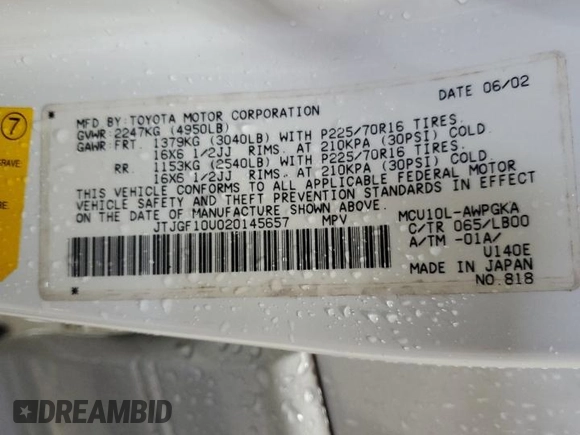 DATE 06/02
MFD BY: TOYOTA MOTOR CORPORATION
GVWR: 2247KG (4950LB)
GAWR: FRT. 1379KG (3040LB) WITH P225/70R16 TIRES.
16X6 1/2JJ RIMS. AT 210KPA (30PSI) COLD.
RR. 1153KG (2540LB) WITH P225/70R16 TIRES.
16X6 1/2JJ RIMS. AT 210KPA (30PSI) COLD.
THIS VEHICLE CONFORMS TO ALL APPLICABLE FEDERAL MOTOR
VEHICLE SAFETY AND THEFT PREVENTION STANDARDS IN EFFECT
ON THE DATE OF MANUFACTURE SHOWN ABOVE.
JTJGF10U020145657 MPV
MCU10L-AWPGKA
C/TR 065/LB00
A/TM -01A/
U140E
MADE IN JAPAN
NO.818
7
GRAVE.
DREAMBID